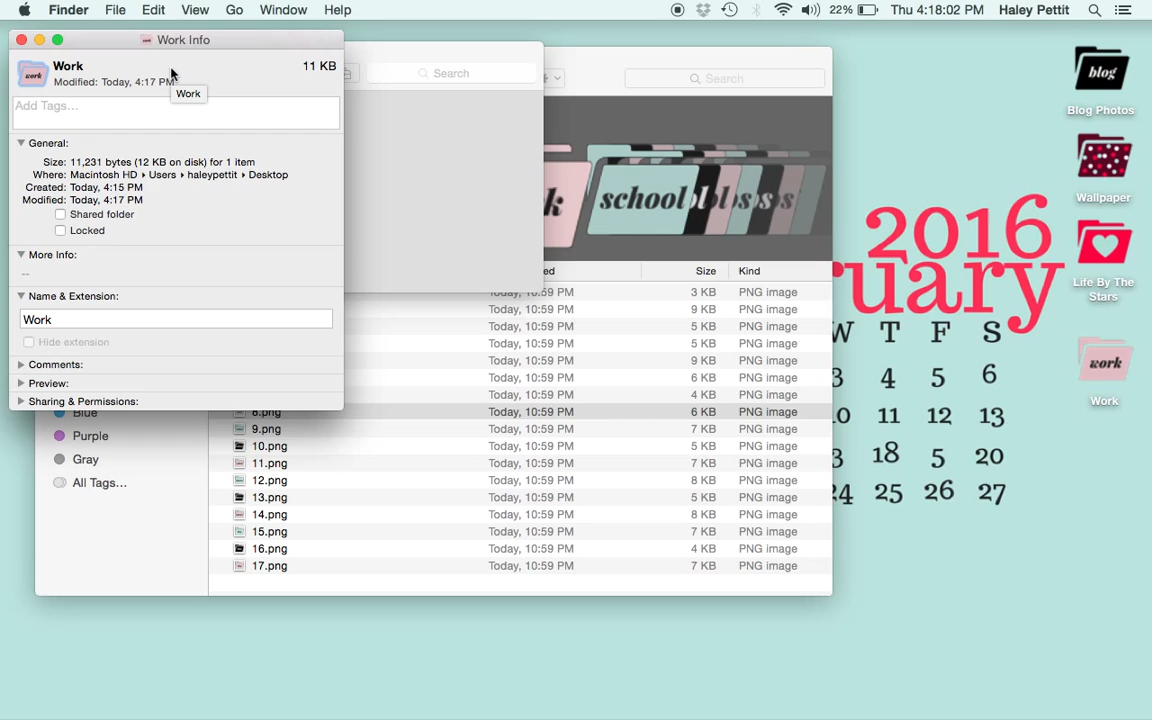 Finder File Edit View Go Window Help 22% Thu 4:18:02 PM Haley Pettit
Work Info
Work 11 KB
Modified: Today, 4:17 PM
Work
Add Tags...
General:
Size: 11,231 bytes (12 KB on disk) for 1 item
Where: Macintosh HD ▸ Users ▸ haleypettit ▸ Desktop
Created: Today, 4:15 PM
Modified: Today, 4:17 PM
Shared folder
Locked
More Info:
--
Name & Extension:
Work
Hide extension
Comments:
Preview:
Sharing & Permissions:
Search
Search
school
Size Kind
Today, 10:59 PM 3 KB PNG image
Today, 10:59 PM 9 KB PNG image
Today, 10:59 PM 5 KB PNG image
Today, 10:59 PM 5 KB PNG image
Today, 10:59 PM 9 KB PNG image
Today, 10:59 PM 6 KB PNG image
Today, 10:59 PM 4 KB PNG image
8.png Today, 10:59 PM 6 KB PNG image
9.png Today, 10:59 PM 7 KB PNG image
10.png Today, 10:59 PM 5 KB PNG image
11.png Today, 10:59 PM 7 KB PNG image
12.png Today, 10:59 PM 8 KB PNG image
13.png Today, 10:59 PM 5 KB PNG image
14.png Today, 10:59 PM 8 KB PNG image
15.png Today, 10:59 PM 7 KB PNG image
16.png Today, 10:59 PM 4 KB PNG image
17.png Today, 10:59 PM 7 KB PNG image
Blue
Purple
Gray
All Tags...
blog
Blog Photos
Wallpaper
Life By The
Stars
work
Work
2016
uary
W T F S
3 4 5 6
10 11 12 13
18 5 20
24 25 26 27